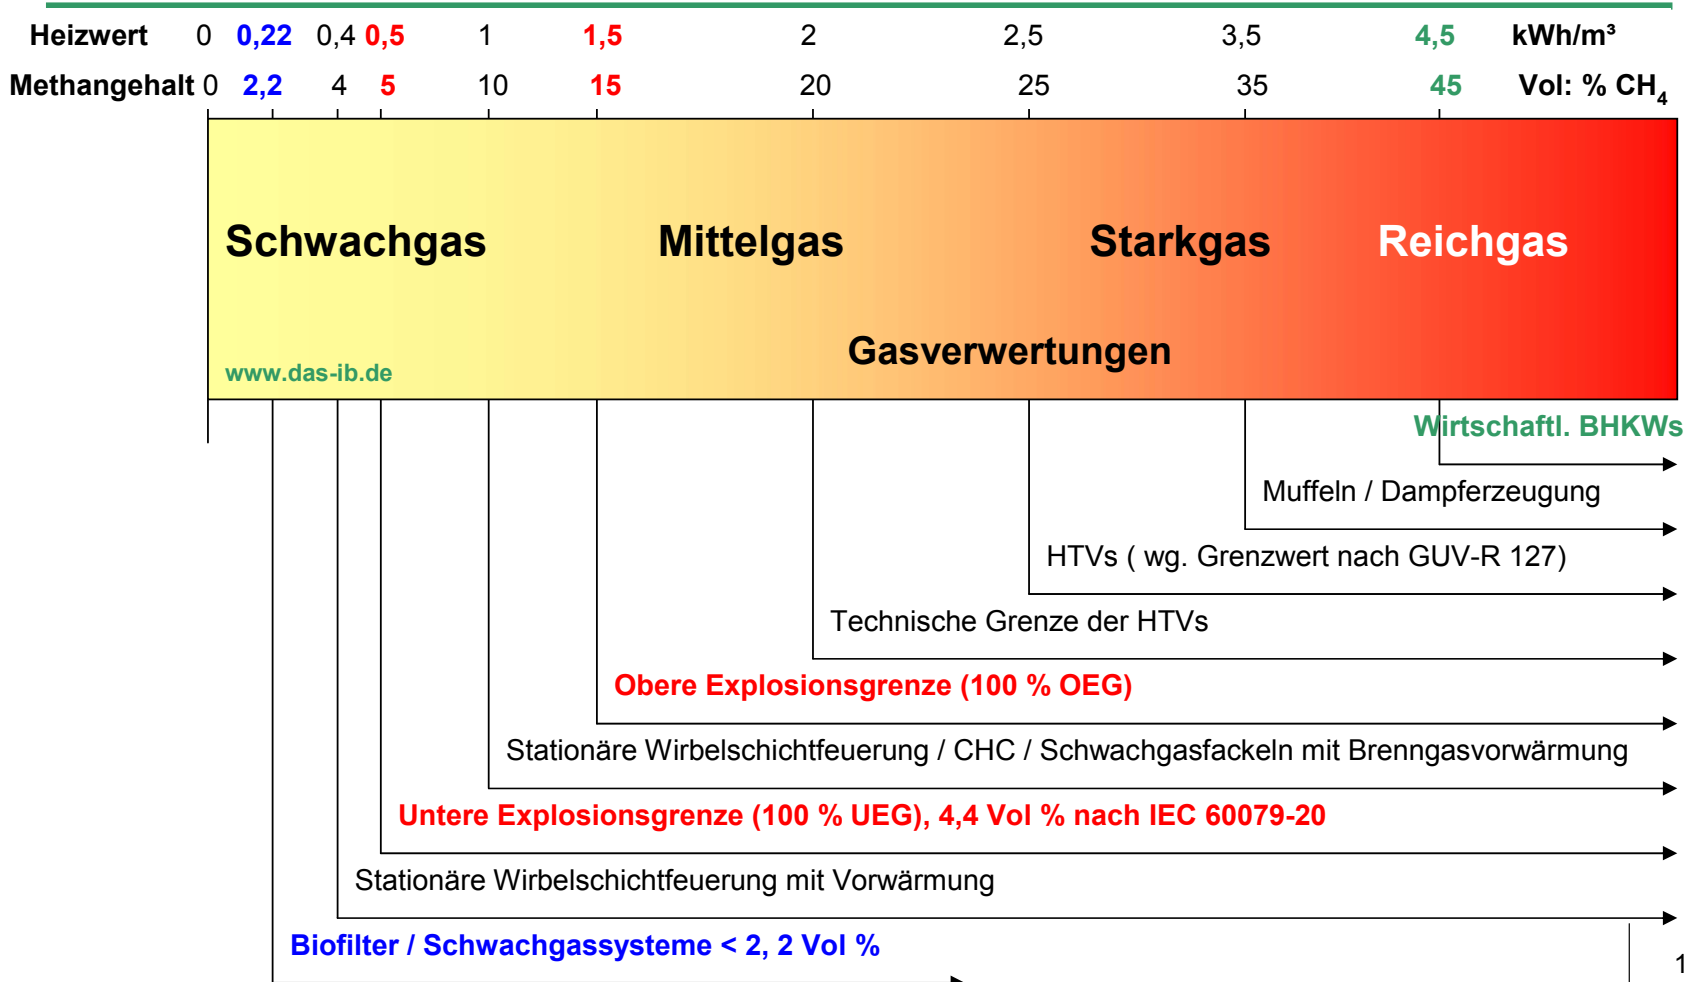 Heizwert 0 0,22 0,4 0,5 1 1,5 2 2,5 3,5 4,5 kWh/m³
Methangehalt 0 2,2 4 5 10 15 20 25 35 45 Vol: % CH₄
Schwachgas Mittelgas Starkgas Reichgas
Gasverwertungen
www.das-ib.de
Wirtschaftl. BHKWs
Muffeln / Dampferzeugung
HTVs ( wg. Grenzwert nach GUV-R 127)
Technische Grenze der HTVs
Obere Explosionsgrenze (100 % OEG)
Stationäre Wirbelschichtfeuerung / CHC / Schwachgasfackeln mit Brenngasvorwärmung
Untere Explosionsgrenze (100 % UEG), 4,4 Vol % nach IEC 60079-20
Stationäre Wirbelschichtfeuerung mit Vorwärmung
Biofilter / Schwachgassysteme < 2, 2 Vol %
1